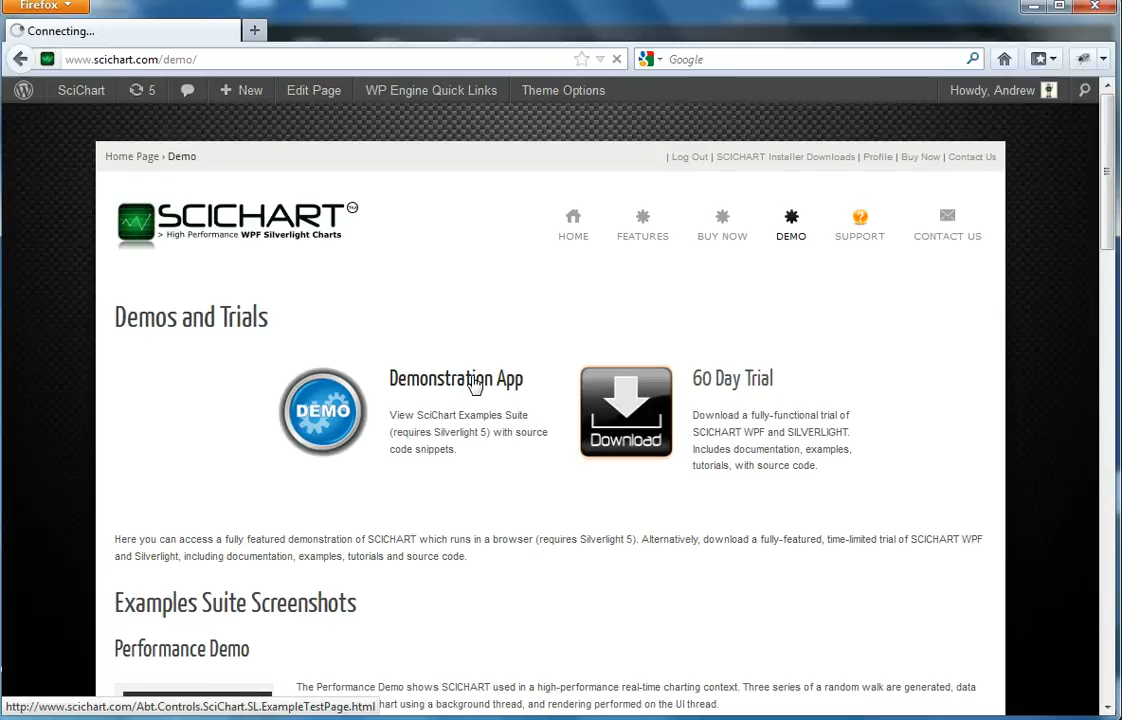 Firefox
Connecting...
www.scichart.com/demo/
Google
SciChart 5 New Edit Page WP Engine Quick Links Theme Options Howdy, Andrew
Home Page › Demo | Log Out | SCICHART Installer Downloads | Profile | Buy Now | Contact Us
SCICHART
> High Performance WPF Silverlight Charts
HOME FEATURES BUY NOW DEMO SUPPORT CONTACT US
Demos and Trials
DEMO
Demonstration App
View SciChart Examples Suite
(requires Silverlight 5) with source
code snippets.
Download
60 Day Trial
Download a fully-functional trial of
SCICHART WPF and SILVERLIGHT.
Includes documentation, examples,
tutorials, with source code.
Here you can access a fully featured demonstration of SCICHART which runs in a browser (requires Silverlight 5). Alternatively, download a fully-featured, time-limited trial of SCICHART WPF
and Silverlight, including documentation, examples, tutorials and source code.
Examples Suite Screenshots
Performance Demo
The Performance Demo shows SCICHART used in a high-performance real-time charting context. Three series of a random walk are generated, data
chart using a background thread, and rendering performed on the UI thread.
http://www.scichart.com/Abt.Controls.SciChart.SL.ExampleTestPage.html